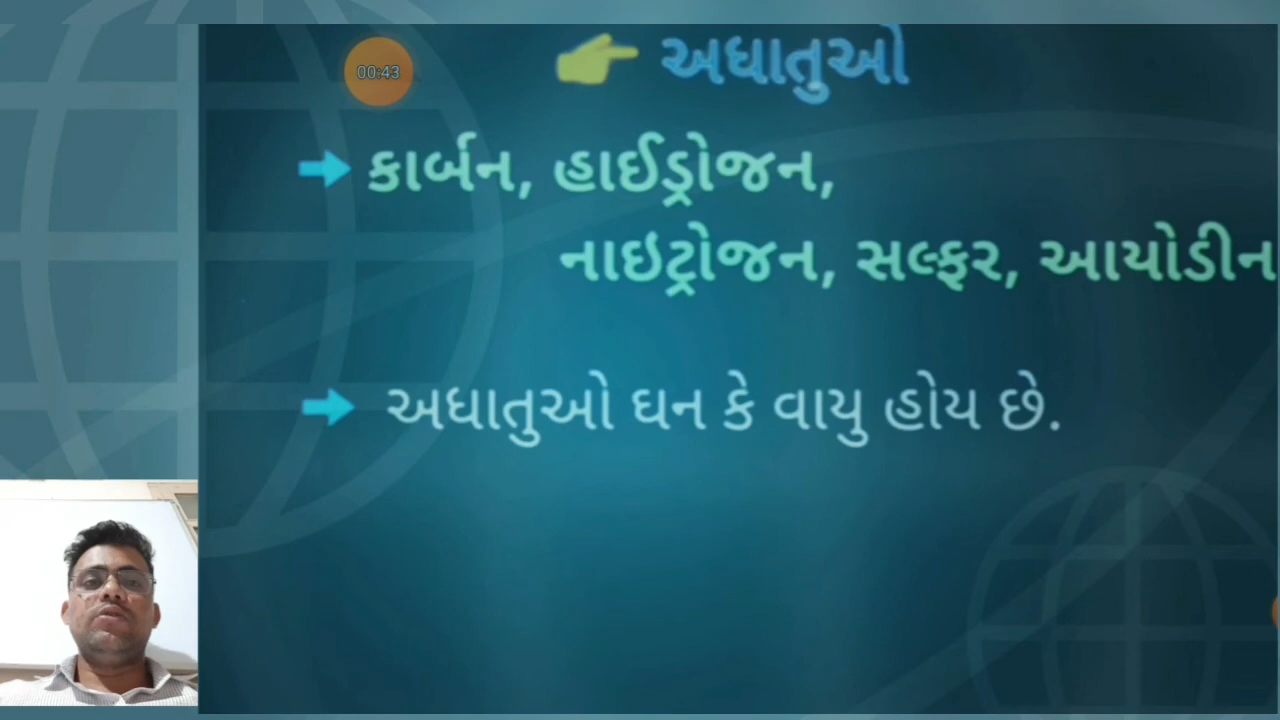 00:43
અધાતુઓ
કાર્બન, હાઈડ્રોજન,
નાઇટ્રોજન, સલ્ફર, આયોડીન
અધાતુઓ ઘન કે વાયુ હોય છે.